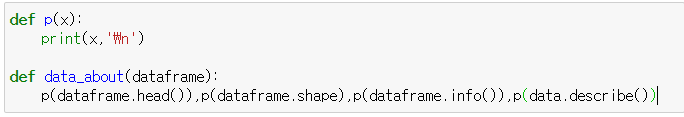 def p(x):
    print(x,'₩n')
def data_about(dataframe):
    p(dataframe.head()),p(dataframe.shape),p(dataframe.info()),p(data.describe())